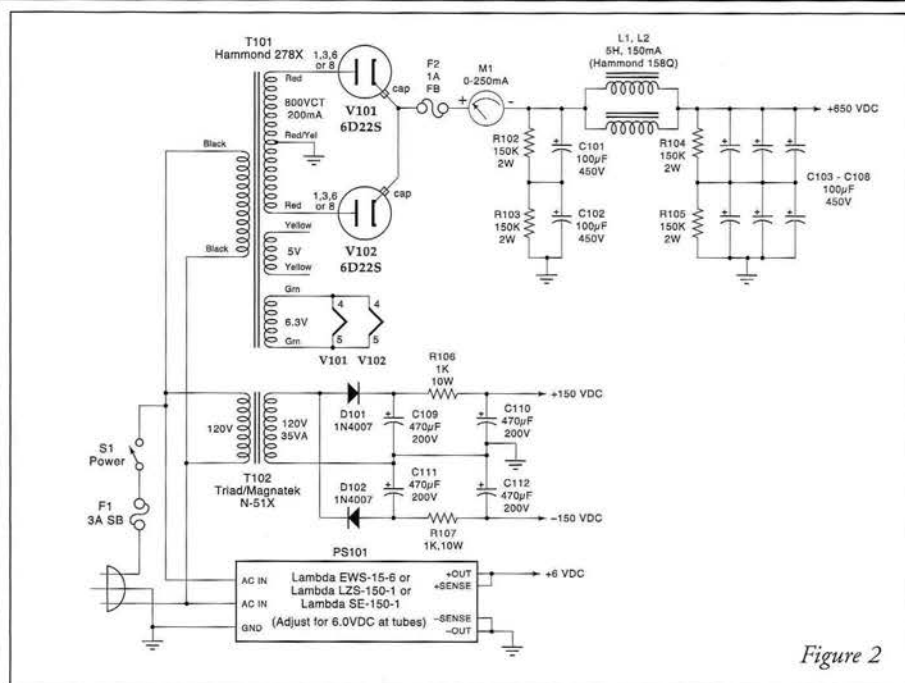 T101
Hammond 278X
1,3,6
or 8
Red
800VCT
200mA
Red/Yel
Red
1,3,6
or 8
cap
V101
6D22S
cap
V102
6D22S
F2
1A
FB
M1
0-250mA
+
-
L1, L2
5H, 150mA
(Hammond 158Q)
+650 VDC
R102
150K
2W
+
C101
100µF
450V
R103
150K
2W
+
C102
100µF
450V
R104
150K
2W
+
+
+
R105
150K
2W
+
+
+
C103 - C108
100µF
450V
Black
Black
Yellow
5V
Yellow
Grn
6.3V
Grn
4
5
V101
4
5
V102
S1
Power
F1
3A SB
120V
120V
35VA
T102
Triad/Magnatek
N-51X
D101
1N4007
D102
1N4007
+
C109
470µF
200V
R106
1K
10W
+
C110
470µF
200V
+150 VDC
+
C111
470µF
200V
R107
1K,10W
+
C112
470µF
200V
-150 VDC
PS101
AC IN
AC IN
GND
Lambda EWS-15-6 or
Lambda LZS-150-1 or
Lambda SE-150-1
(Adjust for 6.0VDC at tubes)
+OUT
+SENSE
-SENSE
-OUT
+6 VDC
Figure 2